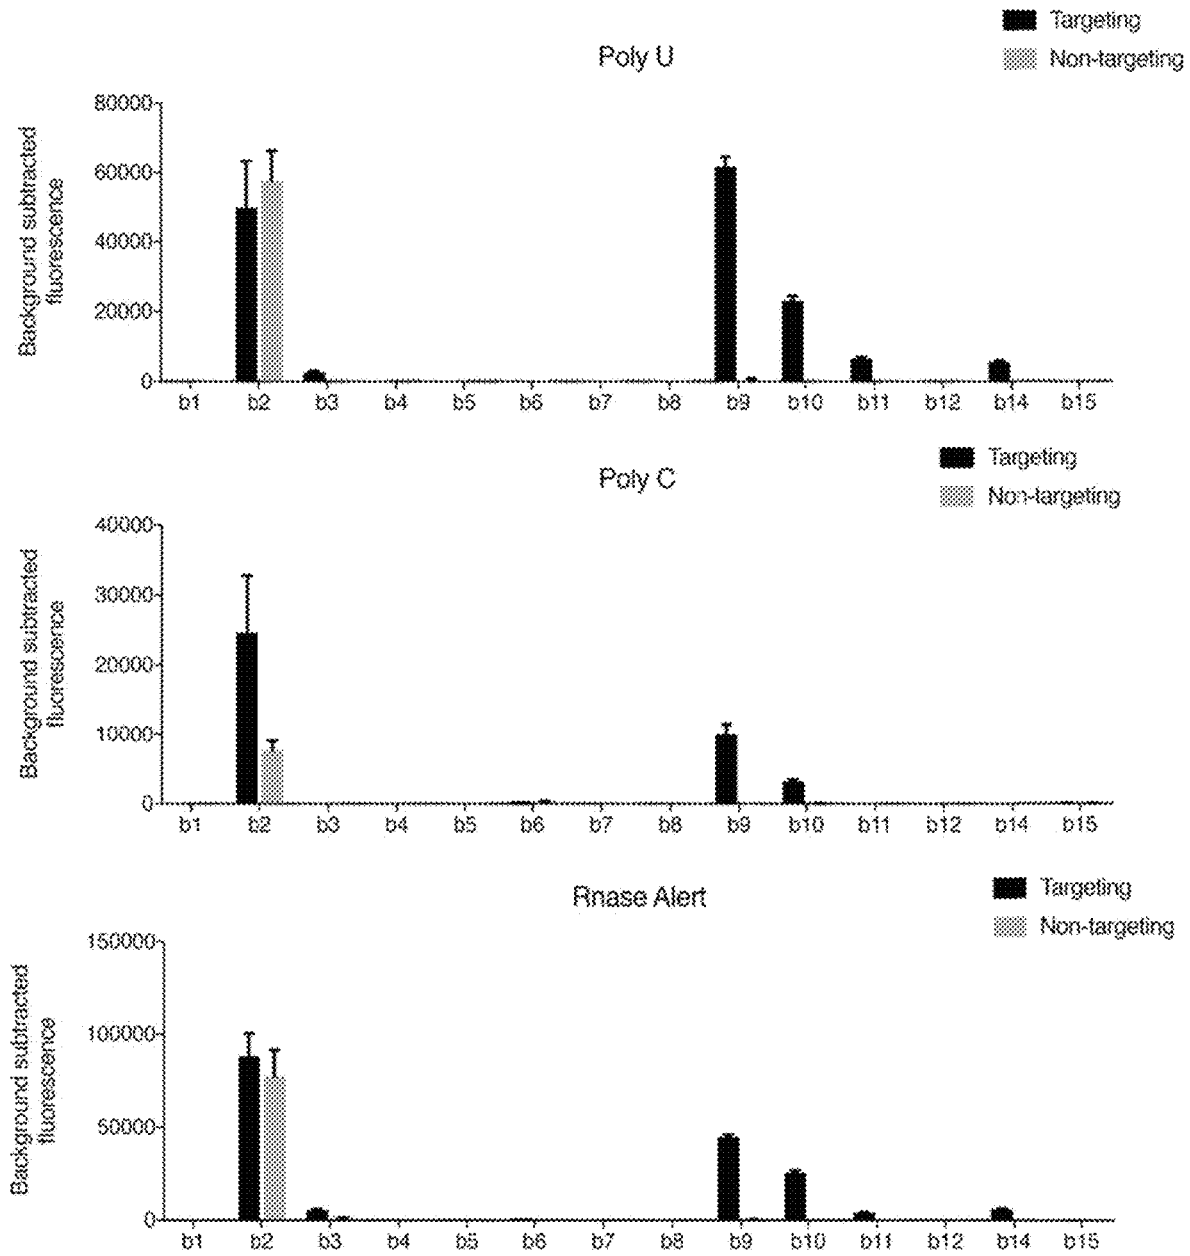 Targeting
Non-targeting
Poly U
Background subtracted
fluorescence
80000
60000
40000
20000
0
b1 b2 b3 b4 b5 b6 b7 b8 b9 b10 b11 b12 b14 b15
Targeting
Non-targeting
Poly C
Background subtracted
fluorescence
40000
30000
20000
10000
0
b1 b2 b3 b4 b5 b6 b7 b8 b9 b10 b11 b12 b14 b15
Targeting
Non-targeting
Rnase Alert
Background subtracted
fluorescence
150000
100000
50000
0
b1 b2 b3 b4 b5 b6 b7 b8 b9 b10 b11 b12 b14 b15